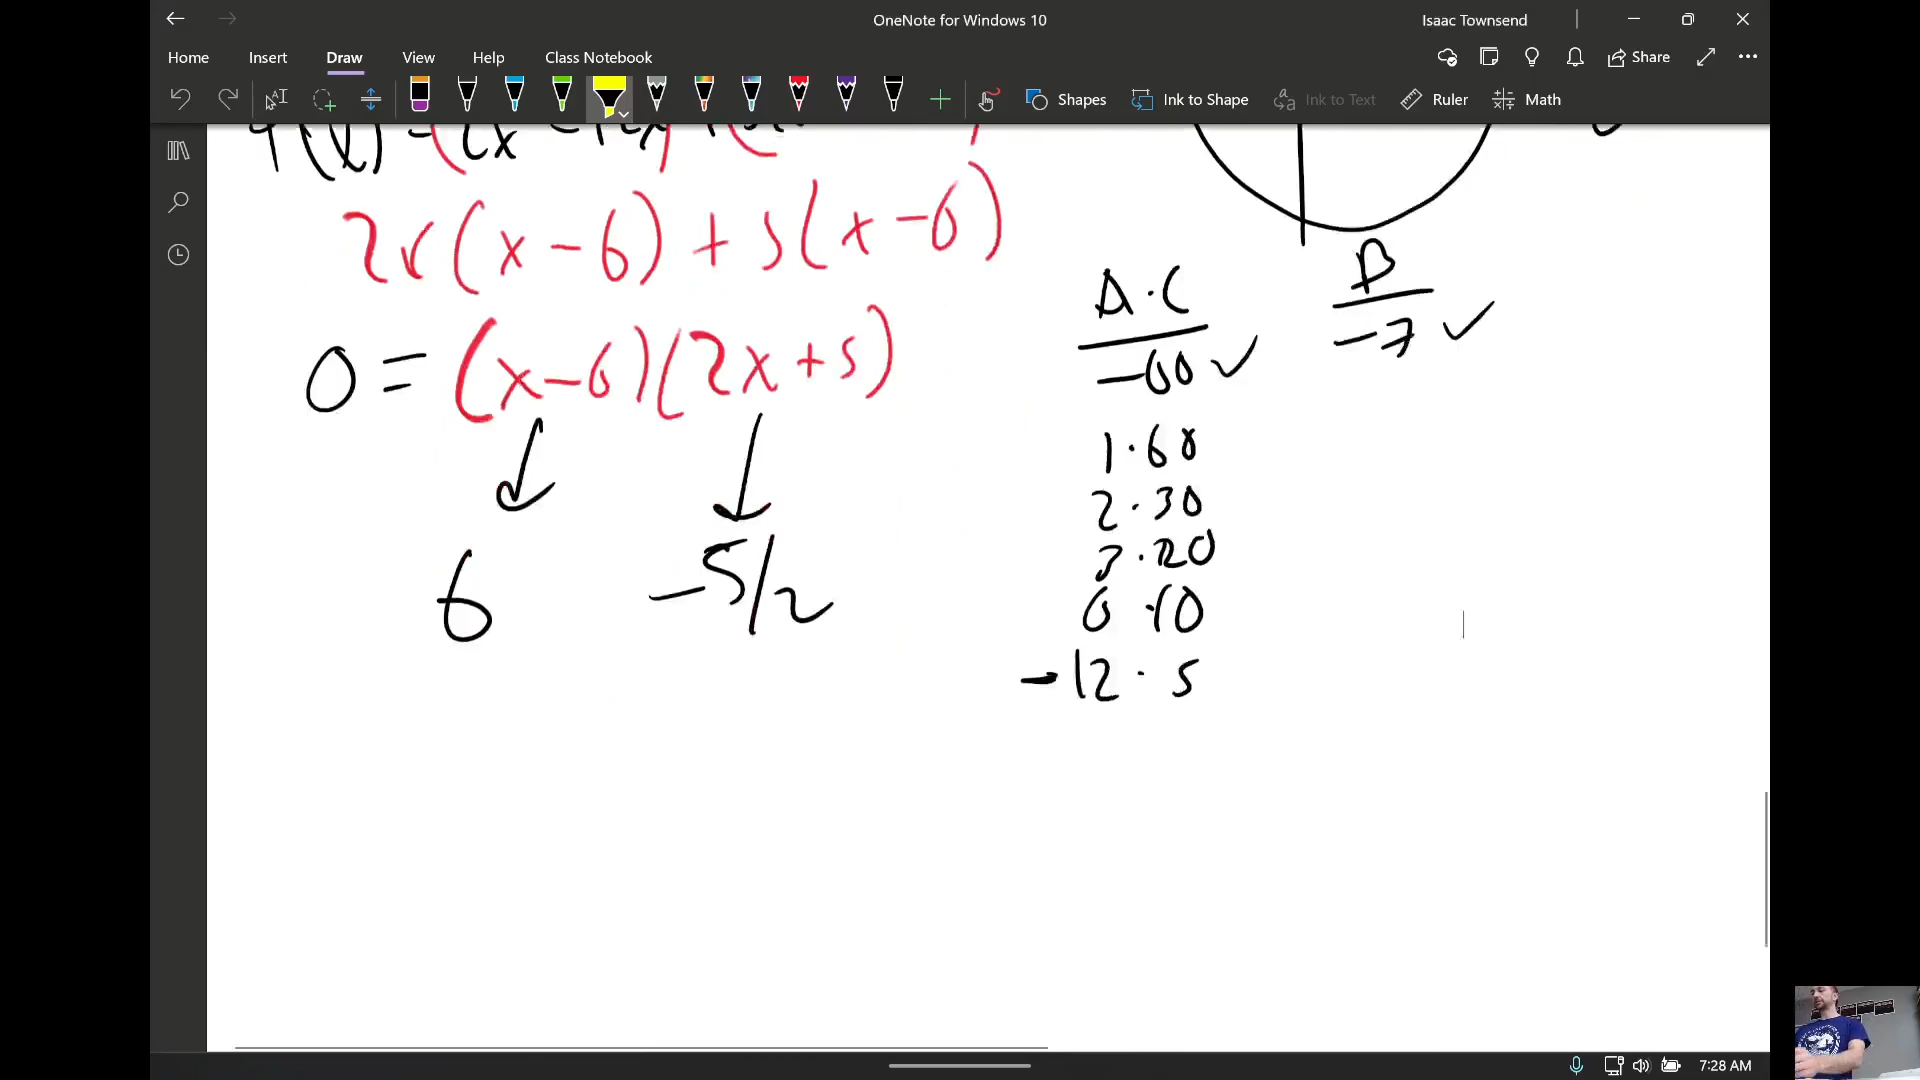 OneNote for Windows 10
Isaac Townsend
Home Insert Draw View Help Class Notebook
Share
Shapes Ink to Shape Ink to Text Ruler Math
2x(x-6)+5(x-6)
0=(x-6)(2x+5)
6 -5/2
A·C B
-60 ✓ -7 ✓
1·60
2·30
3·20
6·10
-12·5
7:28 AM